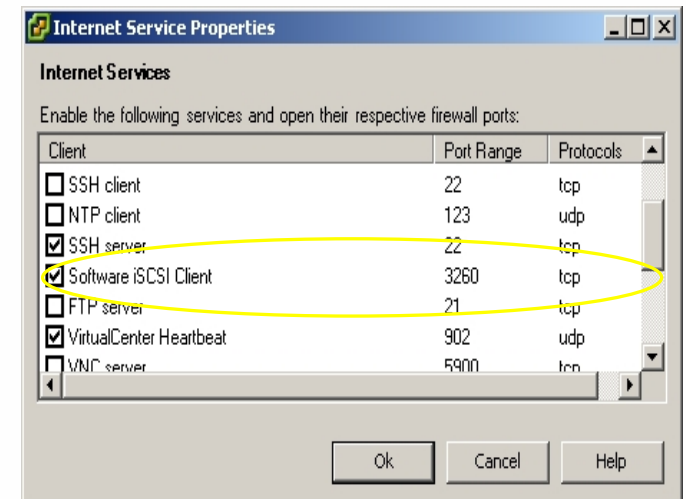 Internet Service Properties
Internet Services
Enable the following services and open their respective firewall ports:
Client Port Range Protocols
SSH client 22 tcp
NTP client 123 udp
SSH server 22 tcp
Software iSCSI Client 3260 tcp
FTP server 21 tcp
VirtualCenter Heartbeat 902 udp
VNC server 5900 tcp
Ok Cancel Help